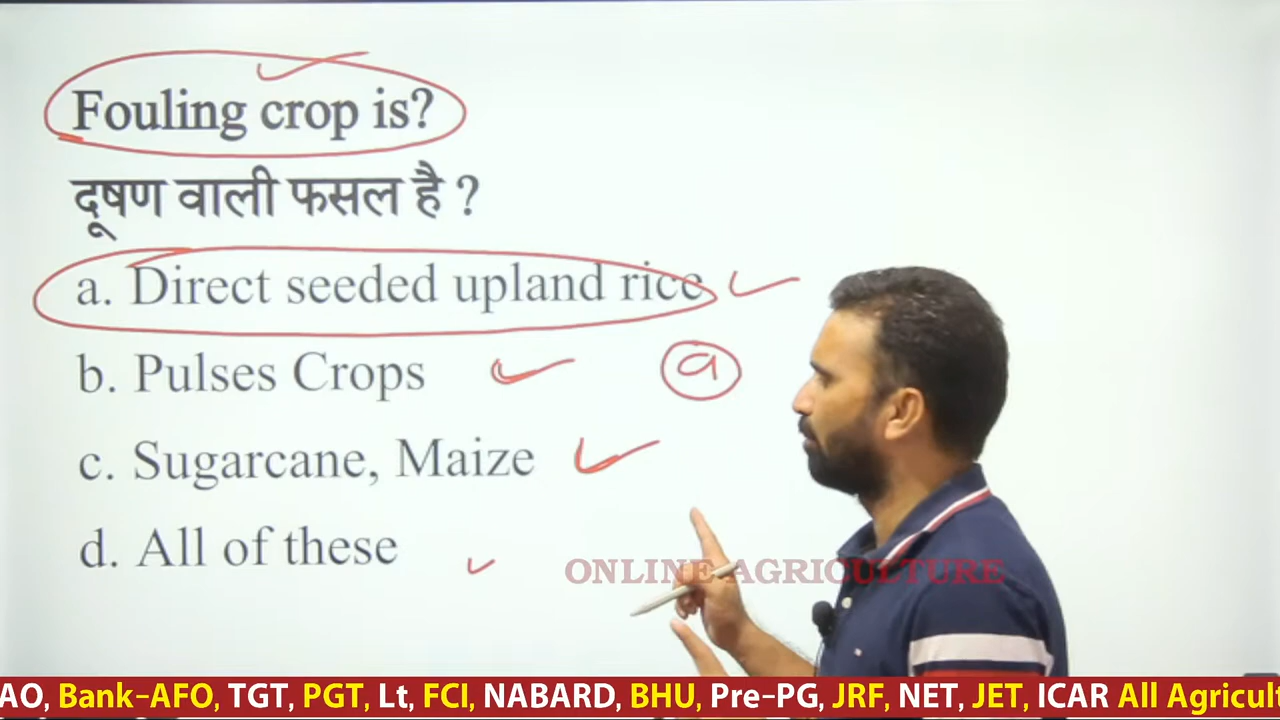 Fouling crop is?
दूषण वाली फसल है ?
a. Direct seeded upland rice
b. Pulses Crops
a
c. Sugarcane, Maize
d. All of these
ONLINE AGRICULTURE
AO, Bank-AFO, TGT, PGT, Lt, FCI, NABARD, BHU, Pre-PG, JRF, NET, JET, ICAR All Agricul